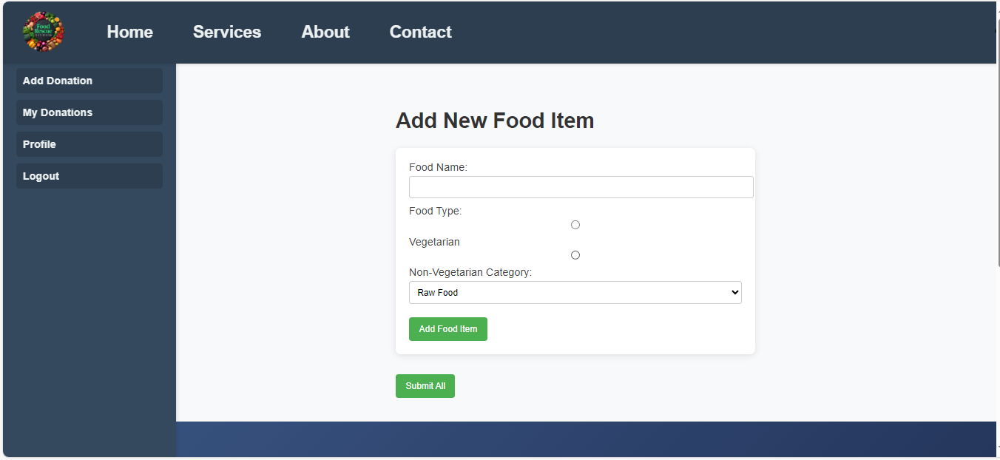 Food
Rescue
Home Services About Contact
Add Donation
My Donations
Profile
Logout
Add New Food Item
Food Name:
Food Type:
Vegetarian
Non-Vegetarian Category:
Raw Food
Add Food Item
Submit All